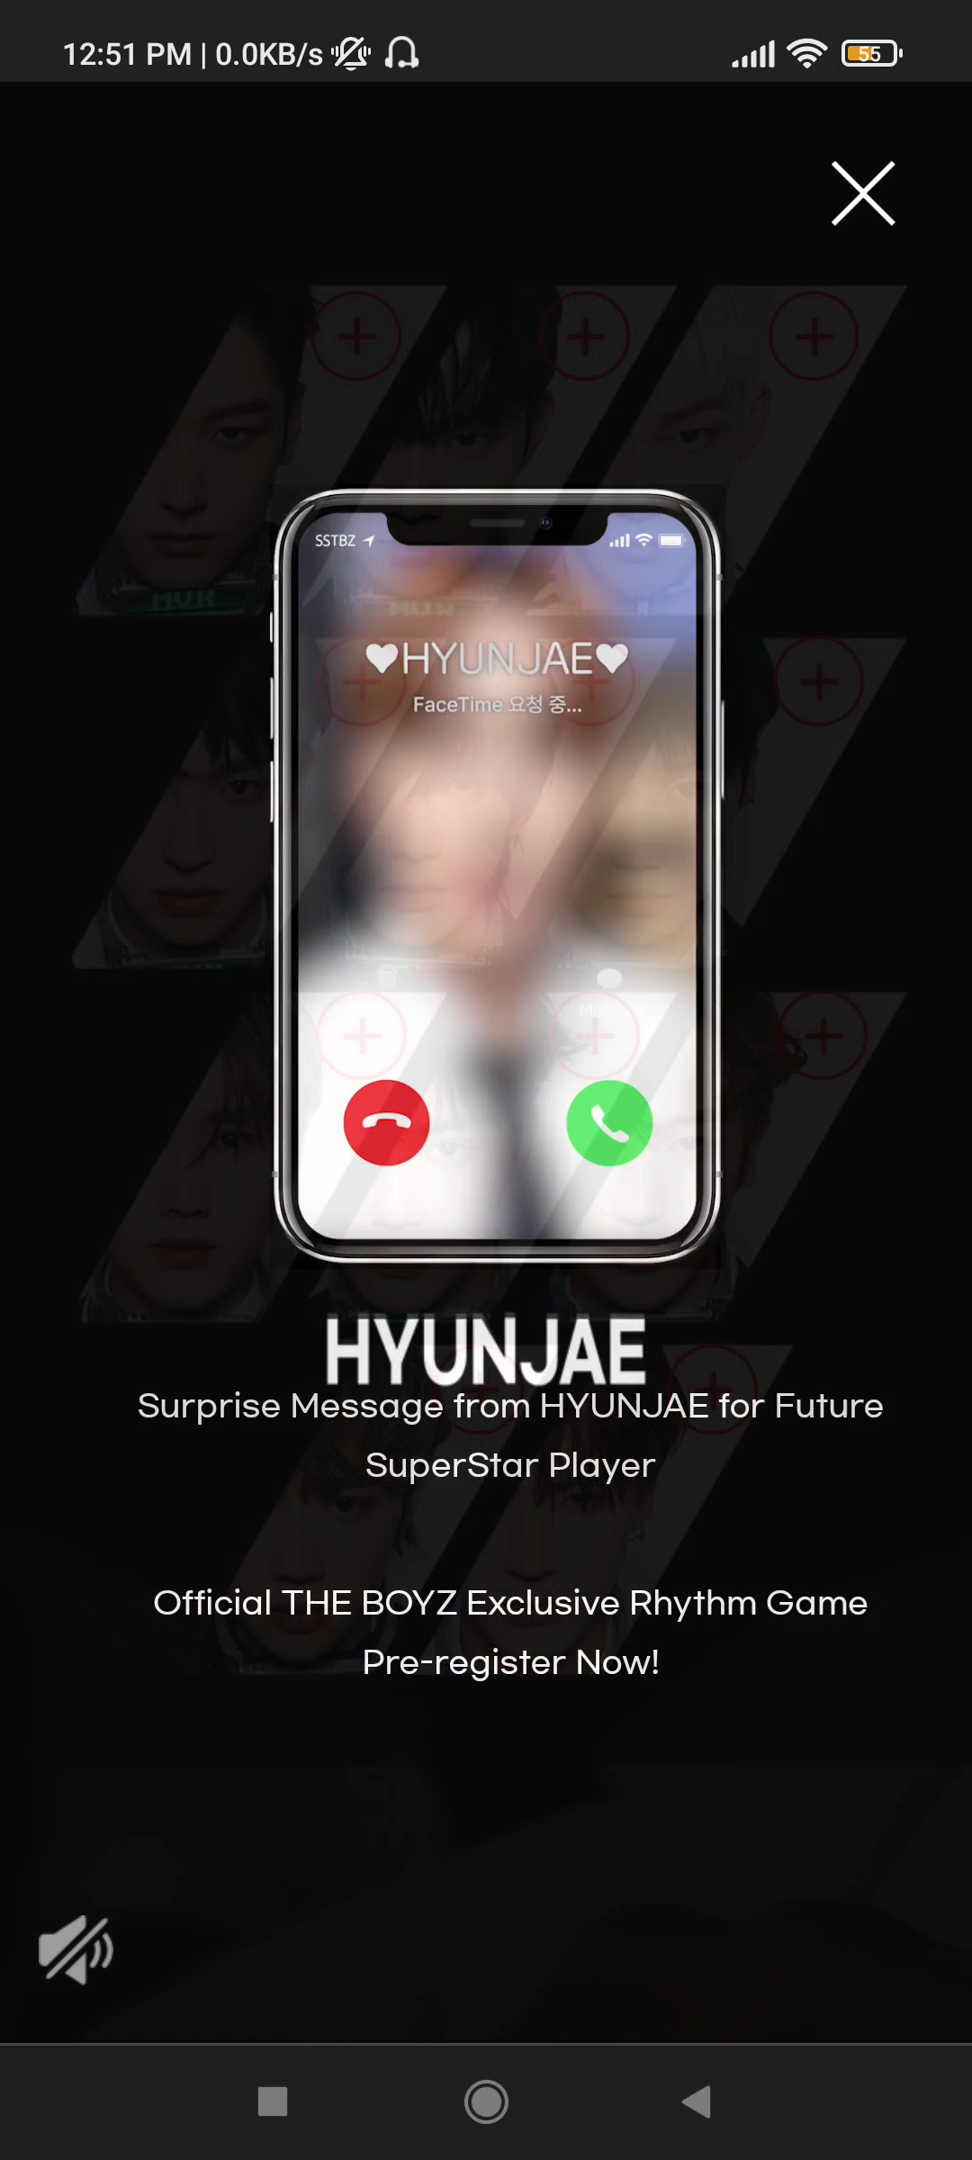 12:51 PM | 0.0KB/s
55
SSTBZ
♥HYUNJAE♥
FaceTime 요청 중...
HYUNJAE
Surprise Message from HYUNJAE for Future
SuperStar Player
Official THE BOYZ Exclusive Rhythm Game
Pre-register Now!